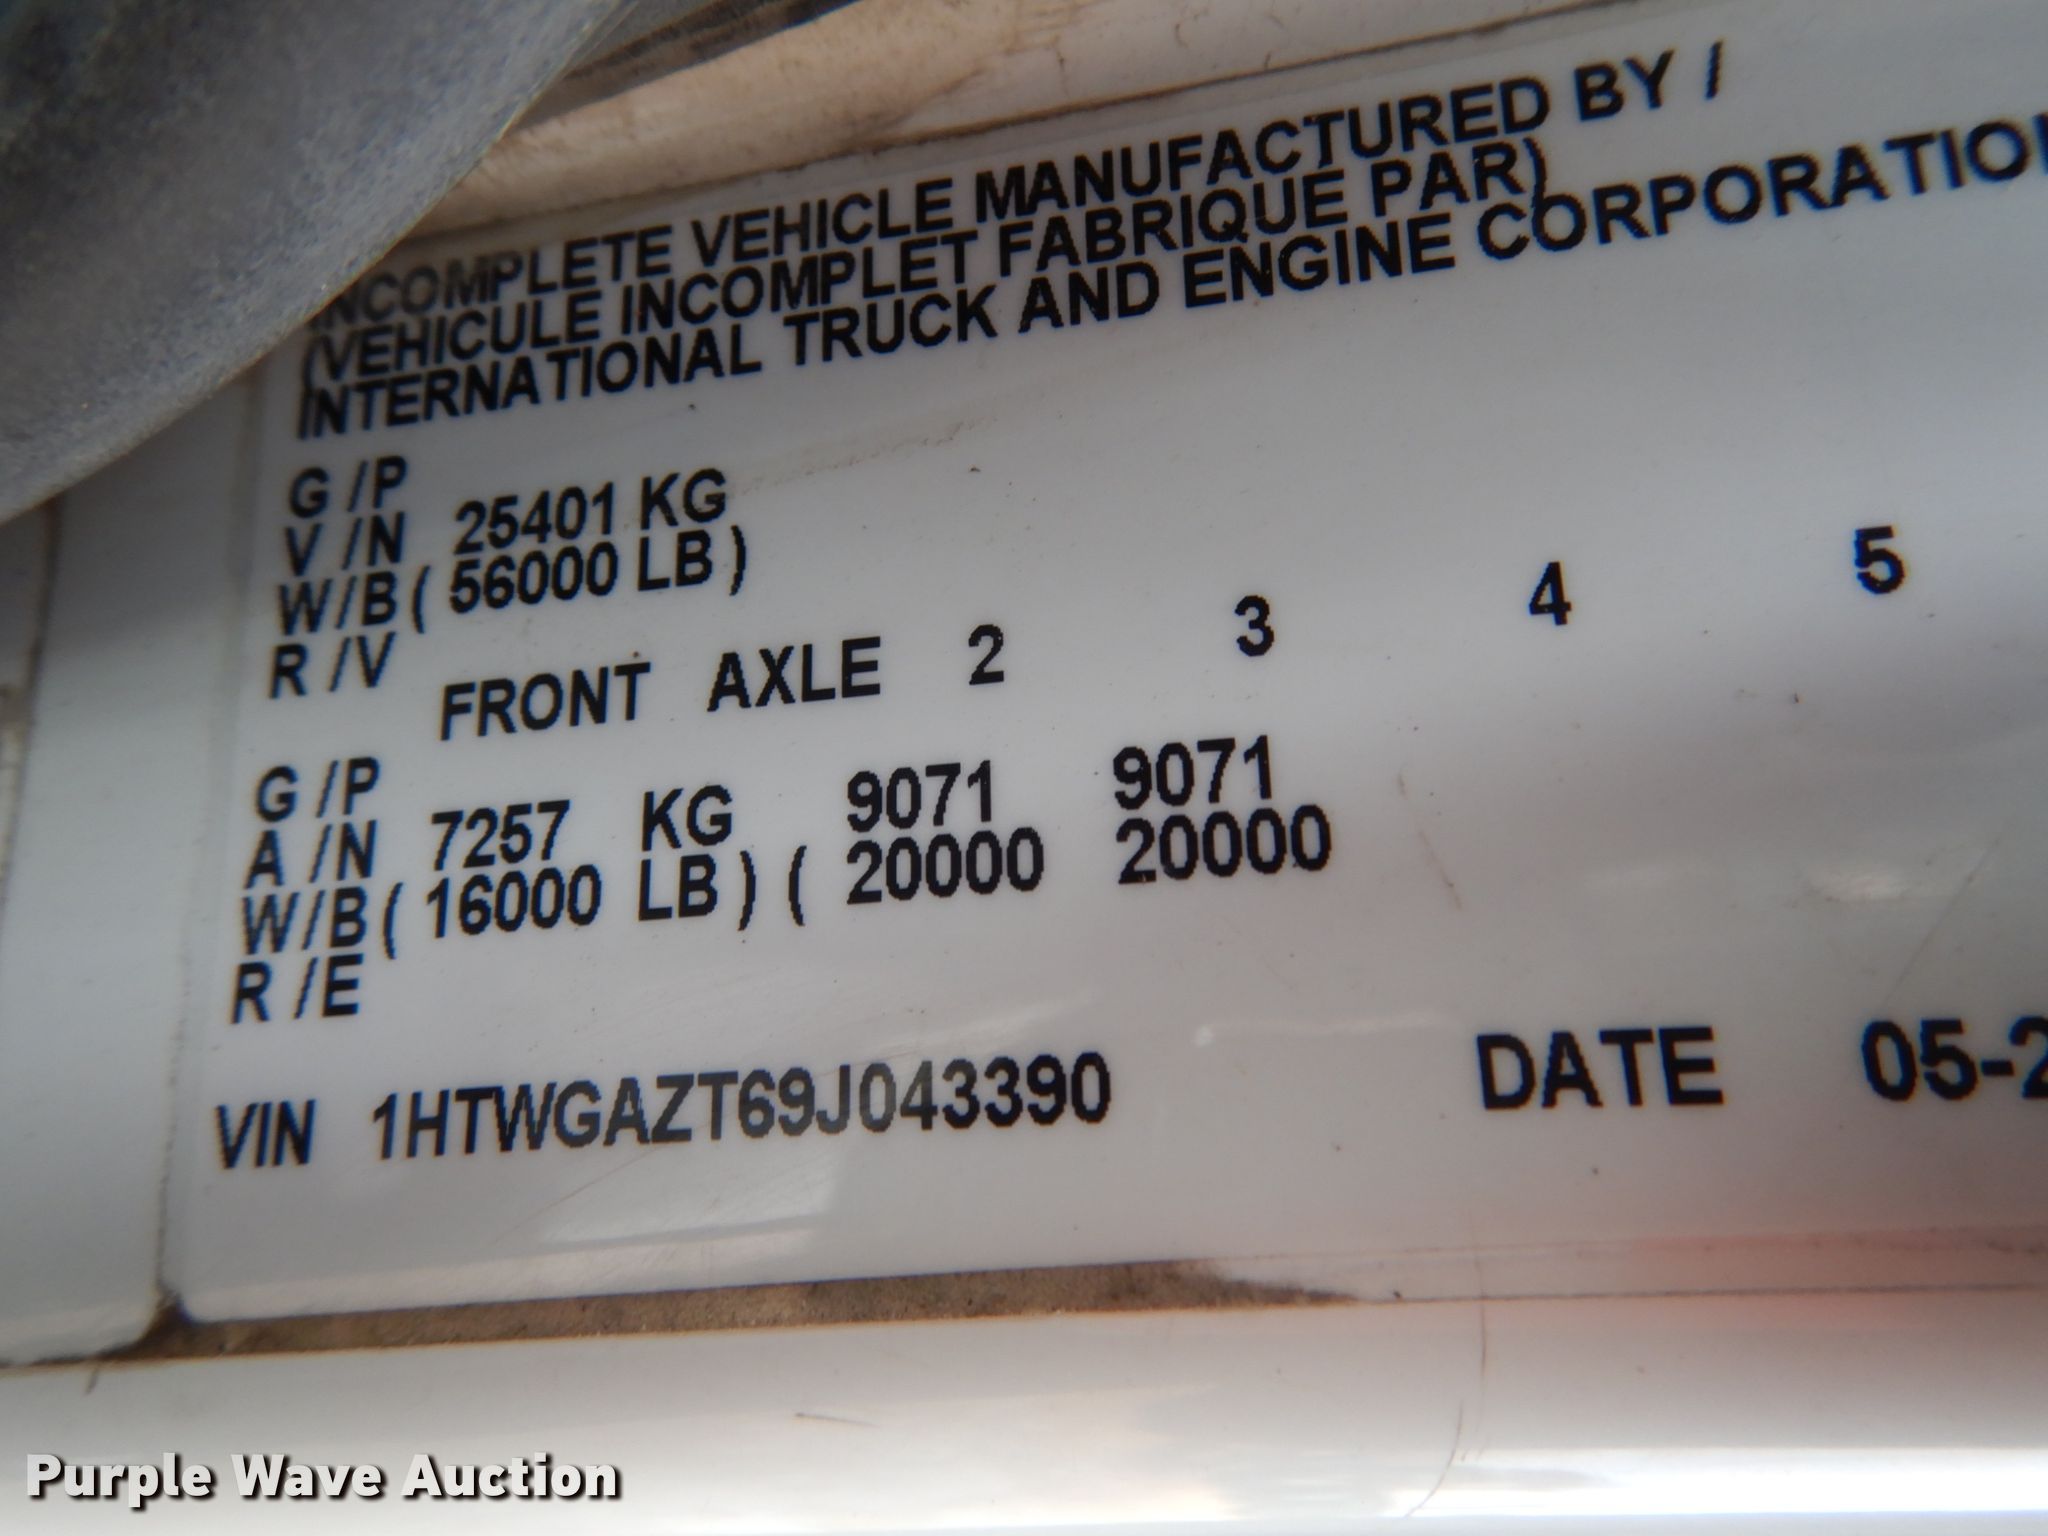 INCOMPLETE VEHICLE MANUFACTURED BY /
(VEHICULE INCOMPLET FABRIQUE PAR)
INTERNATIONAL TRUCK AND ENGINE CORPORATION
G /P
V /N 25401 KG
W/B( 56000 LB )
R /V
FRONT AXLE 2 3 4 5
G /P
A /N 7257 KG 9071 9071
W/B( 16000 LB ) ( 20000 20000
R /E
VIN 1HTWGAZT69J043390 DATE 05-2
Purple Wave Auction